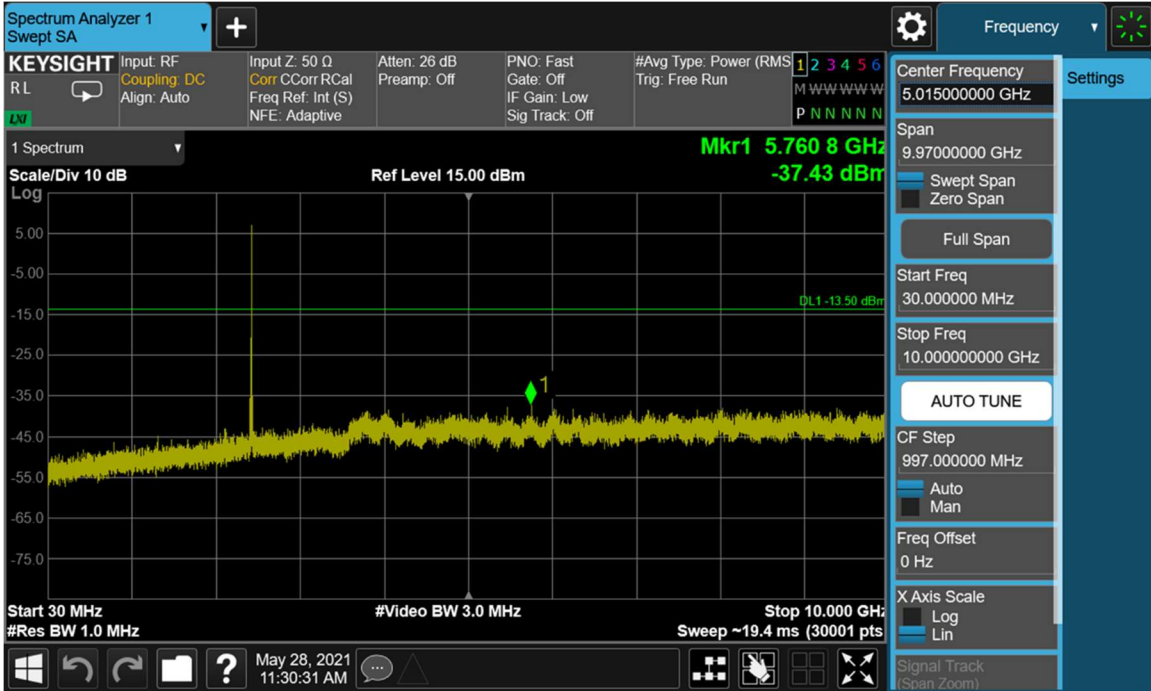 Spectrum Analyzer 1
Swept SA
Frequency
KEYSIGHT
R L
LXI
Input: RF
Coupling: DC
Align: Auto
Input Z: 50 Ω
Corr CCorr RCal
Freq Ref: Int (S)
NFE: Adaptive
Atten: 26 dB
Preamp: Off
PNO: Fast
Gate: Off
IF Gain: Low
Sig Track: Off
#Avg Type: Power (RMS
Trig: Free Run
1 2 3 4 5 6
M W W W W W
P N N N N N
1 Spectrum
Mkr1 5.760 8 GHz
-37.43 dBm
Scale/Div 10 dB
Ref Level 15.00 dBm
Log
5.00
-5.00
-15.0
-25.0
-35.0
-45.0
-55.0
-65.0
-75.0
DL1 -13.50 dBm
1
Start 30 MHz
#Video BW 3.0 MHz
Stop 10.000 GHz
#Res BW 1.0 MHz
Sweep ~19.4 ms (30001 pts
Center Frequency
5.015000000 GHz
Settings
Span
9.97000000 GHz
Swept Span
Zero Span
Full Span
Start Freq
30.000000 MHz
Stop Freq
10.000000000 GHz
AUTO TUNE
CF Step
997.000000 MHz
Auto
Man
Freq Offset
0 Hz
X Axis Scale
Log
Lin
Signal Track
(Span Zoom)
?
May 28, 2021
11:30:31 AM